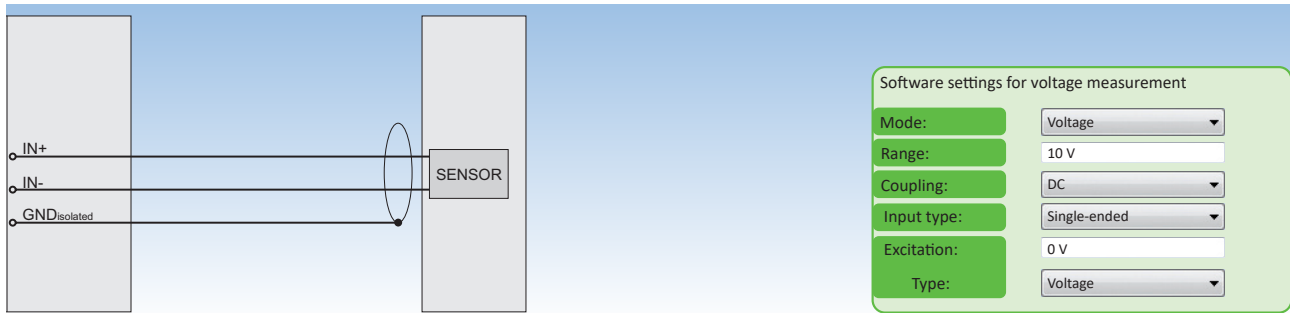 IN+
IN-
GNDisolated
SENSOR
Software settings for voltage measurement
Mode: Voltage
Range: 10 V
Coupling: DC
Input type: Single-ended
Excitation: 0 V
Type: Voltage